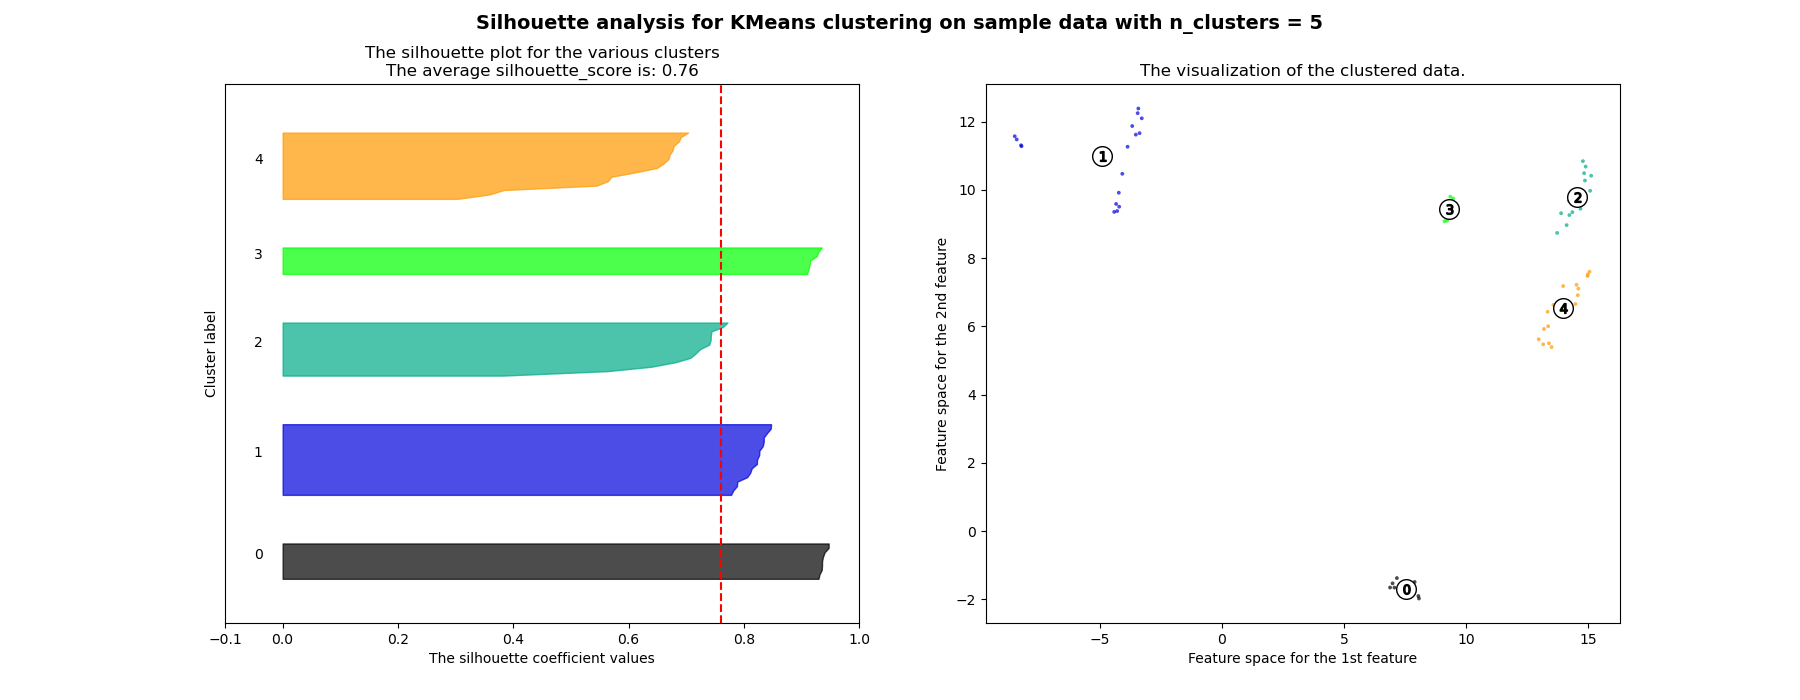 Silhouette analysis for KMeans clustering on sample data with n_clusters = 5
The silhouette plot for the various clusters
The average silhouette_score is: 0.76
4
3
2
1
0
Cluster label
−0.1 0.0 0.2 0.4 0.6 0.8 1.0
The silhouette coefficient values
The visualization of the clustered data.
12
10
8
6
4
2
0
−2
Feature space for the 2nd feature
1
2
3
4
0
−5 0 5 10 15
Feature space for the 1st feature